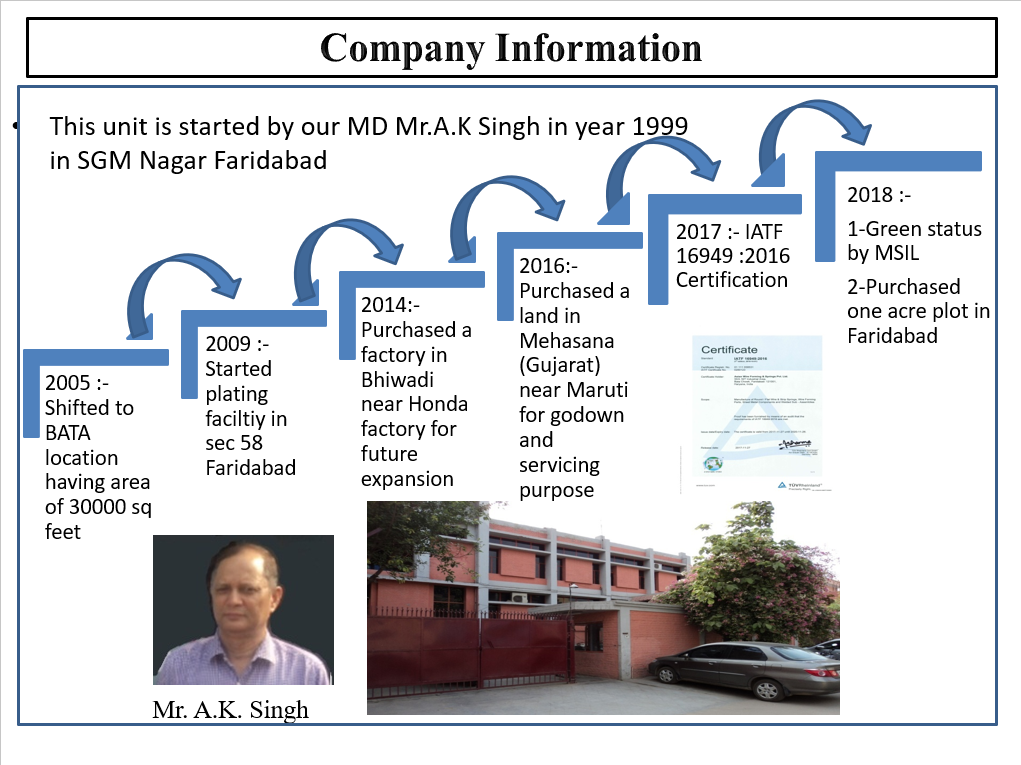 Company Information
• This unit is started by our MD Mr.A.K Singh in year 1999
in SGM Nagar Faridabad
2005 :-
Shifted to
BATA
location
having area
of 30000 sq
feet
2009 :-
Started
plating
faciltiy in
sec 58
Faridabad
2014:-
Purchased a
factory in
Bhiwadi
near Honda
factory for
future
expansion
2016:-
Purchased a
land in
Mehasana
(Gujarat)
near Maruti
for godown
and
servicing
purpose
2017 :- IATF
16949 :2016
Certification
2018 :-
1-Green status
by MSIL
2-Purchased
one acre plot in
Faridabad
Certificate
IATF 16949:2016
TÜVRheinland
Mr. A.K. Singh